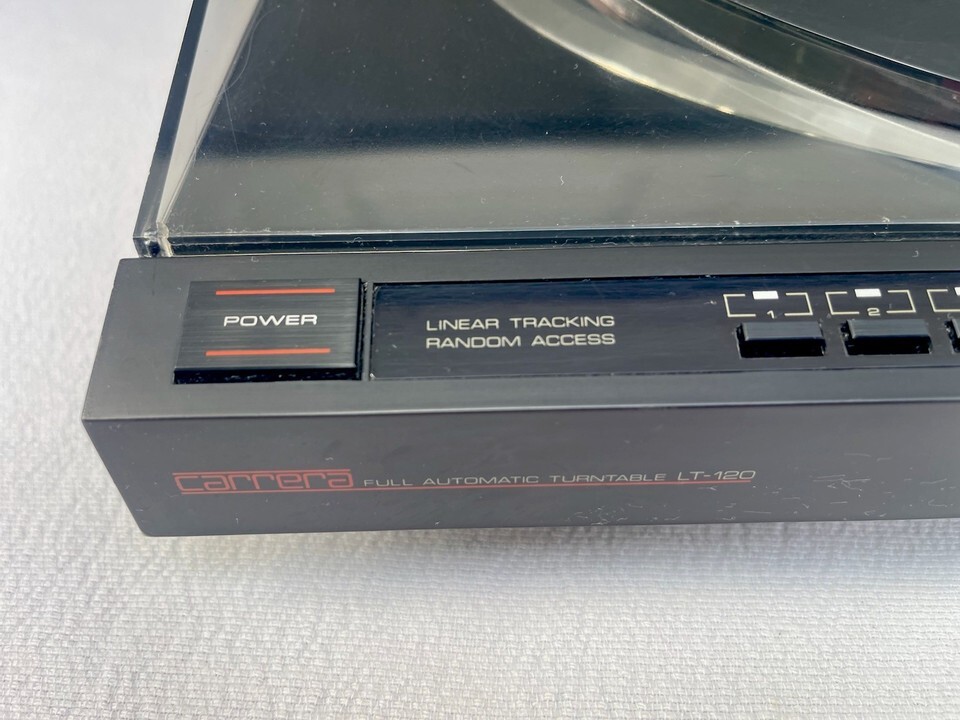 POWER
LINEAR TRACKING
RANDOM ACCESS
1
2
carrera FULL AUTOMATIC TURNTABLE LT-120